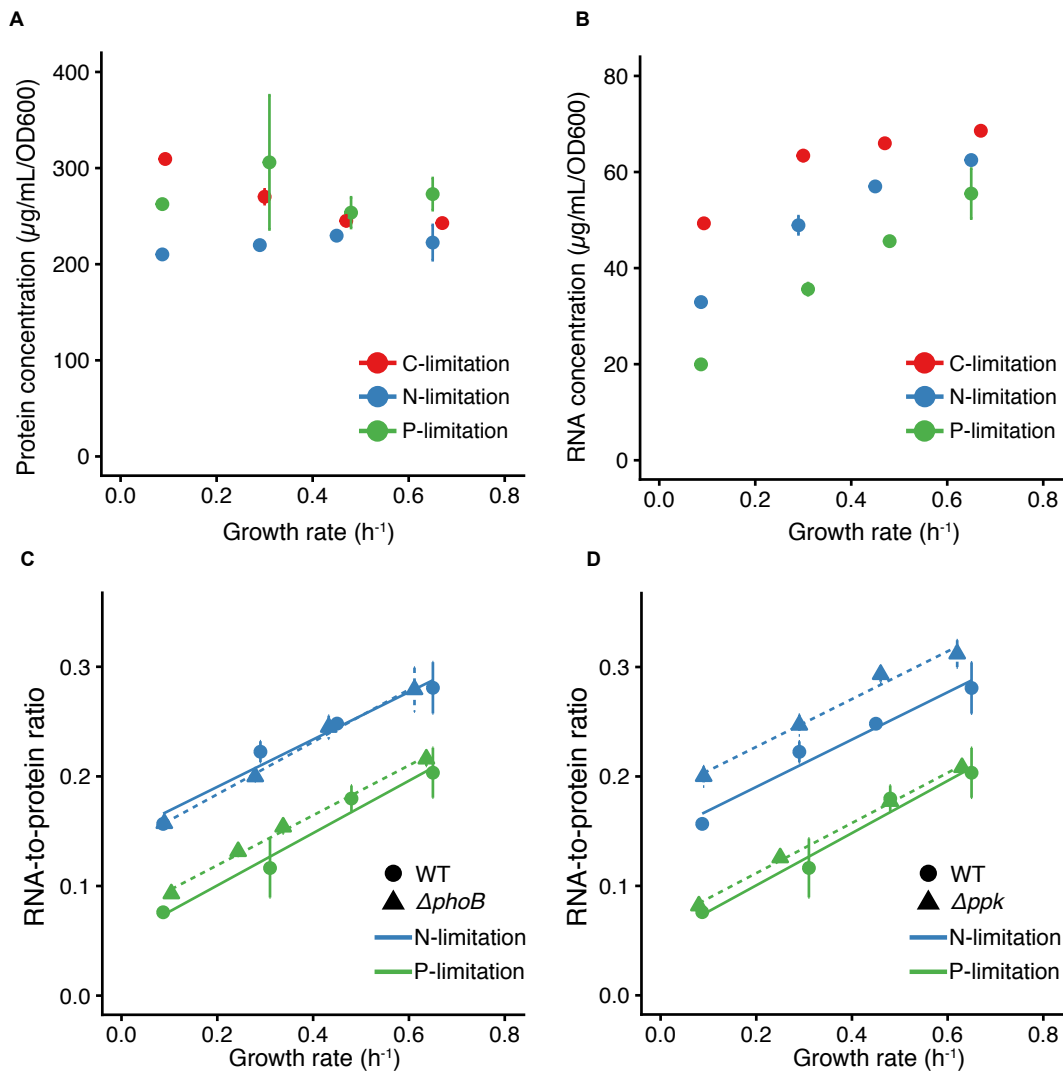 A
Protein concentration (µg/mL/OD600)
400
300
200
100
0
C-limitation
N-limitation
P-limitation
0.0 0.2 0.4 0.6 0.8
Growth rate (h-1)
B
RNA concentration (µg/mL/OD600)
80
60
40
20
0
C-limitation
N-limitation
P-limitation
0.0 0.2 0.4 0.6 0.8
Growth rate (h-1)
C
RNA-to-protein ratio
0.3
0.2
0.1
0.0
WT
ΔphoB
N-limitation
P-limitation
0.0 0.2 0.4 0.6 0.8
Growth rate (h-1)
D
RNA-to-protein ratio
0.3
0.2
0.1
0.0
WT
Δppk
N-limitation
P-limitation
0.0 0.2 0.4 0.6 0.8
Growth rate (h-1)